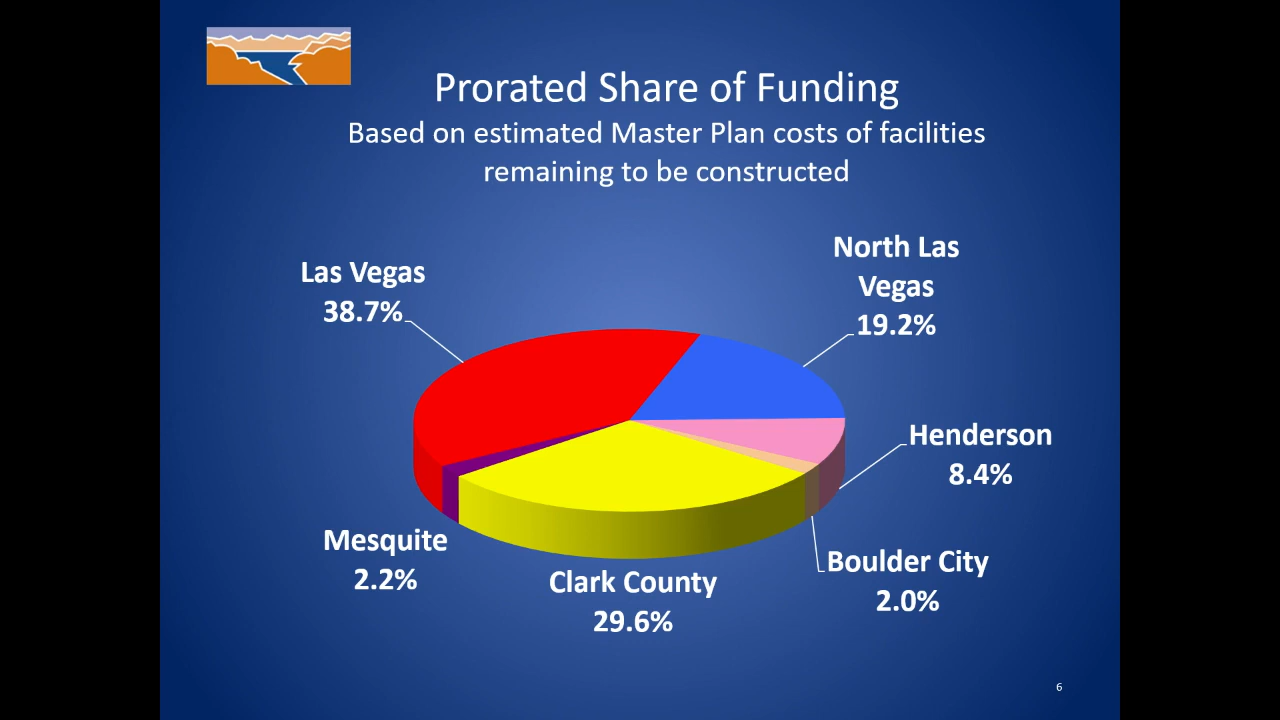 Prorated Share of Funding
Based on estimated Master Plan costs of facilities
remaining to be constructed
Las Vegas
38.7%
North Las
Vegas
19.2%
Henderson
8.4%
Boulder City
2.0%
Clark County
29.6%
Mesquite
2.2%
6